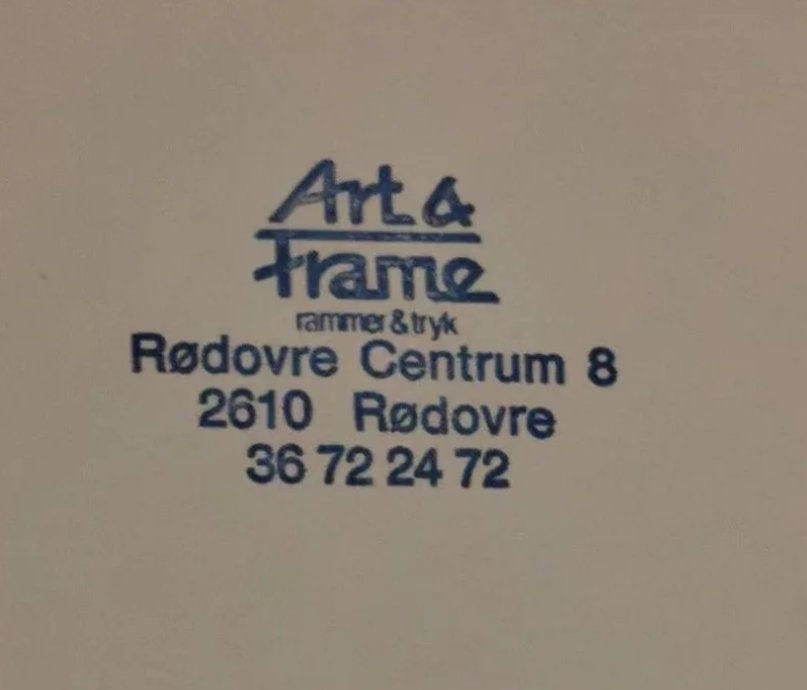 Art &
Frame
rammer & tryk
Rødovre Centrum 8
2610 Rødovre
36 72 24 72